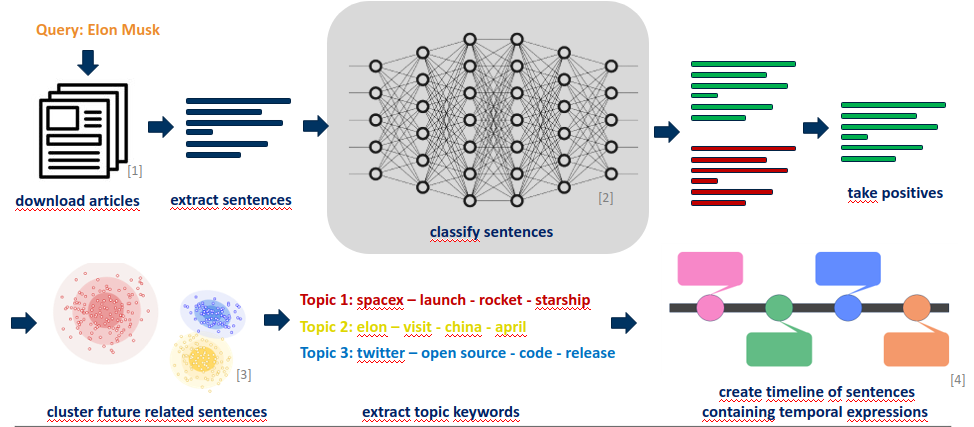 Query: Elon Musk
[1]
download articles
extract sentences
[2]
classify sentences
take positives
[3]
cluster future related sentences
Topic 1: spacex – launch - rocket - starship
Topic 2: elon – visit - china - april
Topic 3: twitter – open source - code - release
extract topic keywords
[4]
create timeline of sentences
containing temporal expressions